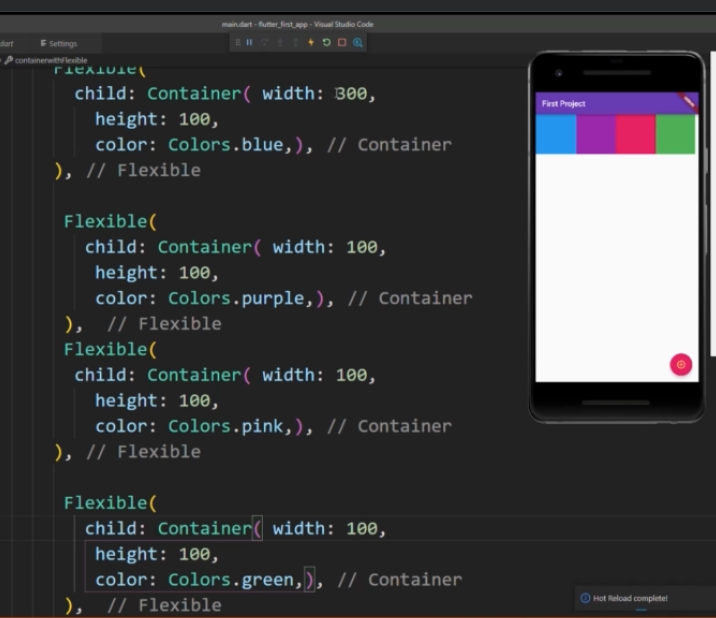 main.dart - flutter_first_app - Visual Studio Code
dart
Settings
containerwithFlexible
Flexible(
child: Container( width: 300,
height: 100,
color: Colors.blue,), // Container
), // Flexible
Flexible(
child: Container( width: 100,
height: 100,
color: Colors.purple,), // Container
), // Flexible
Flexible(
child: Container( width: 100,
height: 100,
color: Colors.pink,), // Container
), // Flexible
Flexible(
child: Container( width: 100,
height: 100,
color: Colors.green,), // Container
), // Flexible
First Project
Hot Reload complete!